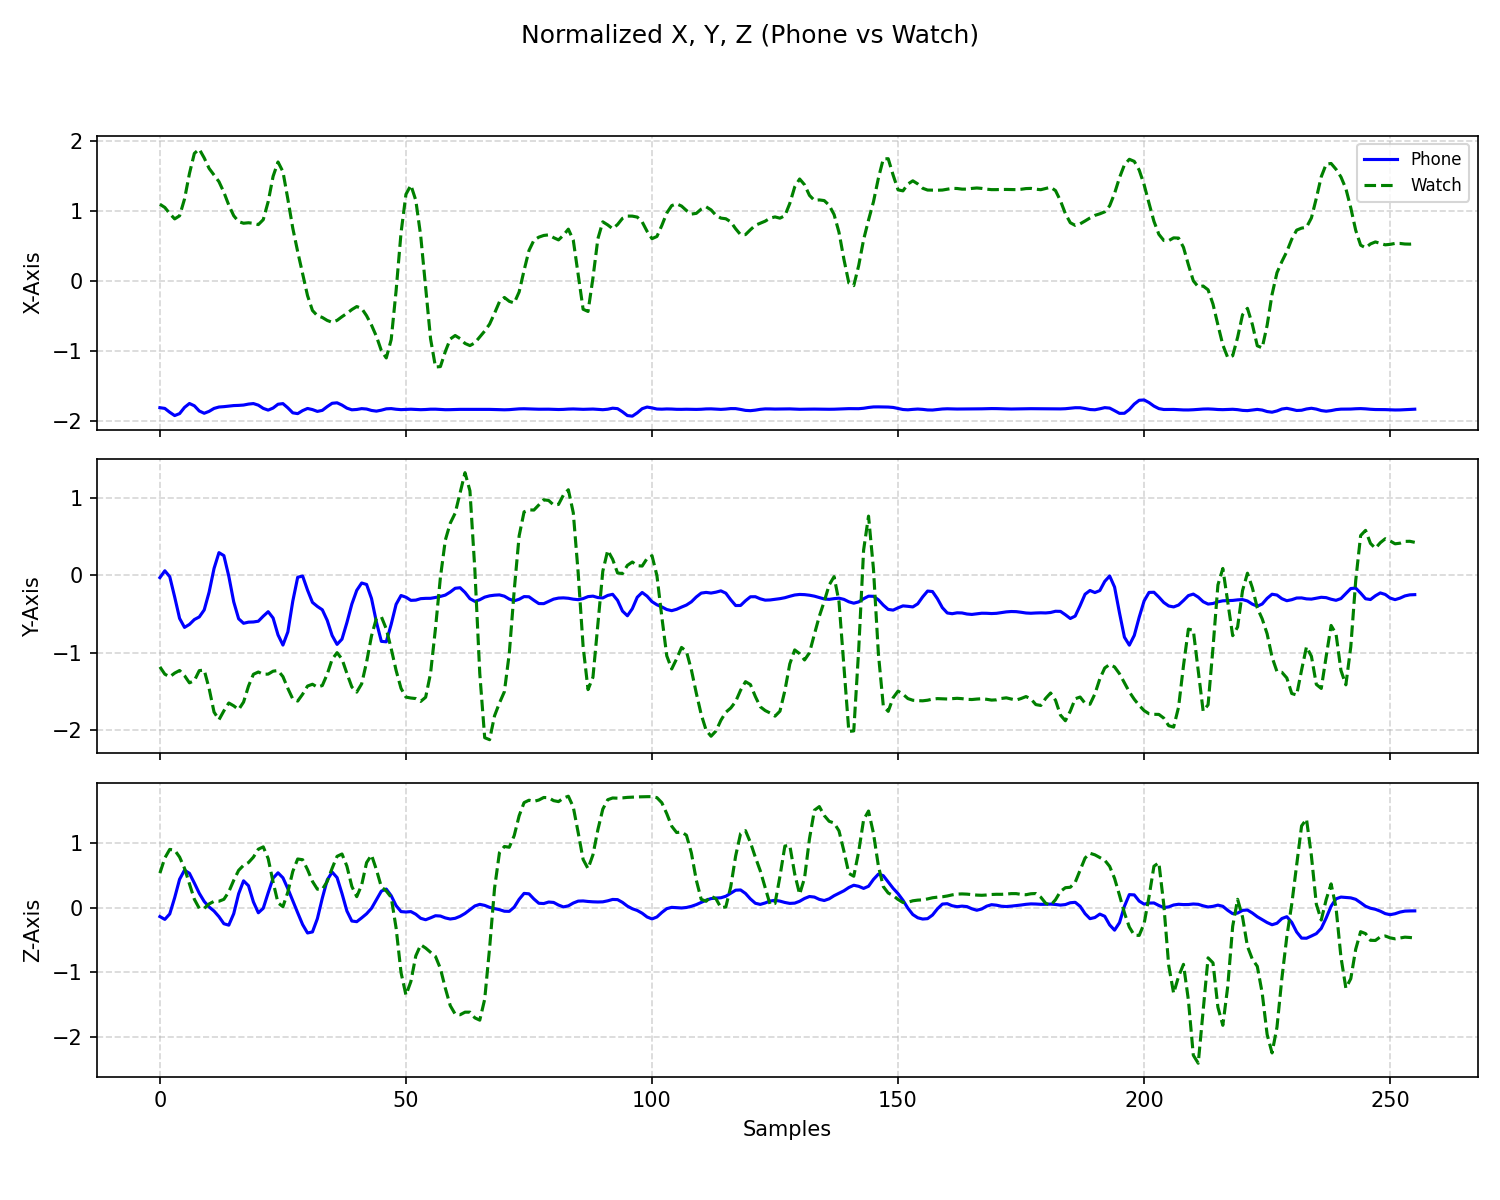 Normalized X, Y, Z (Phone vs Watch)
2
1
0
−1
−2
X-Axis
Phone
Watch
1
0
−1
−2
Y-Axis
1
0
−1
−2
Z-Axis
0 50 100 150 200 250
Samples